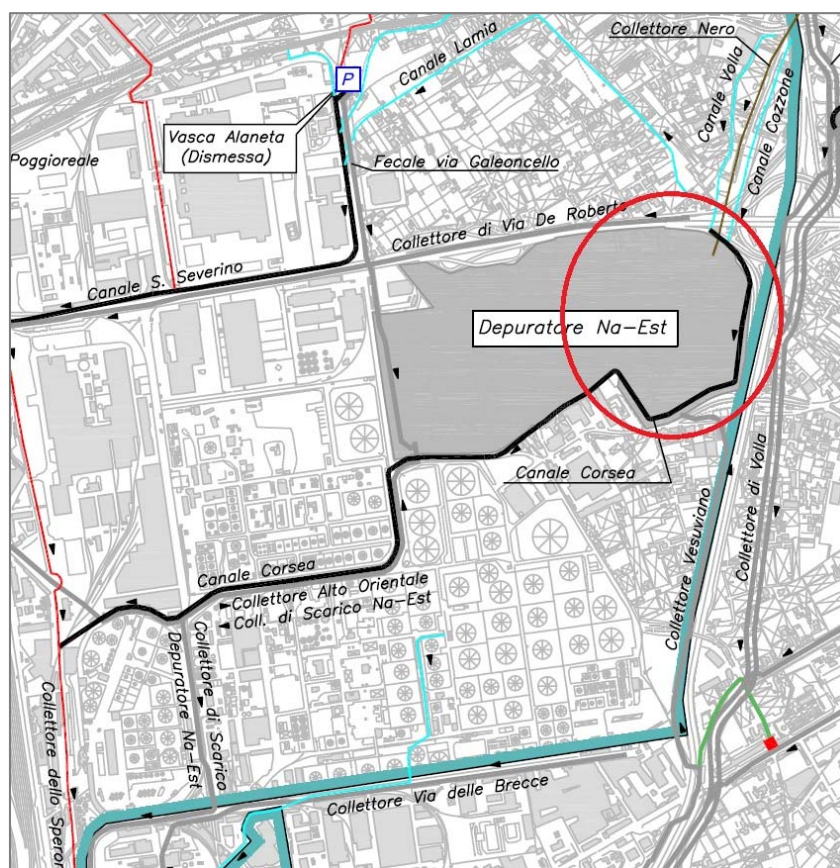 Collettore Nero
Canale Lamia
P
Canale Volla
Canale Cozzone
Vasca Alaneta
(Dismessa)
Poggioreale
Fecale via Galeoncello
Collettore di Via De Roberto
Canale S. Severino
Depuratore Na-Est
Canale Corsea
Collettore Vesuviano
Collettore di Volla
Canale Corsea
Collettore Alto Orientale
Coll. di Scarico Na-Est
Collettore di Scarico
Depuratore Na-Est
Collettore dello Speron
Collettore Via delle Brecce